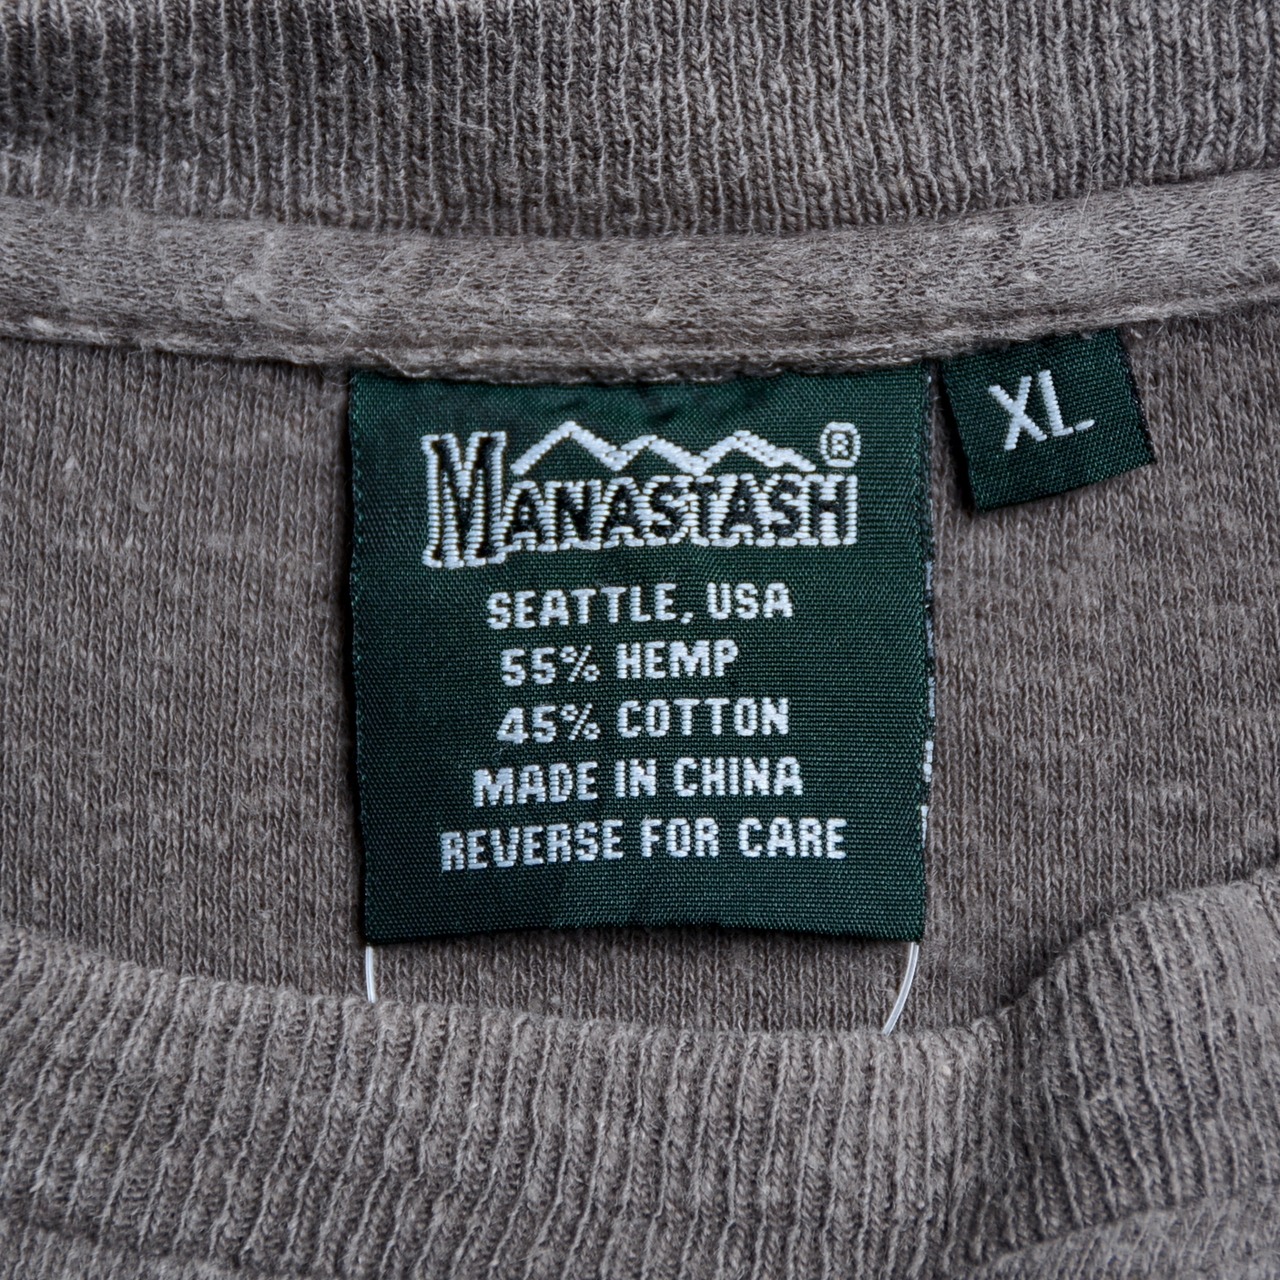 MANASTASH®
XL
SEATTLE, USA
55% HEMP
45% COTTON
MADE IN CHINA
REVERSE FOR CARE